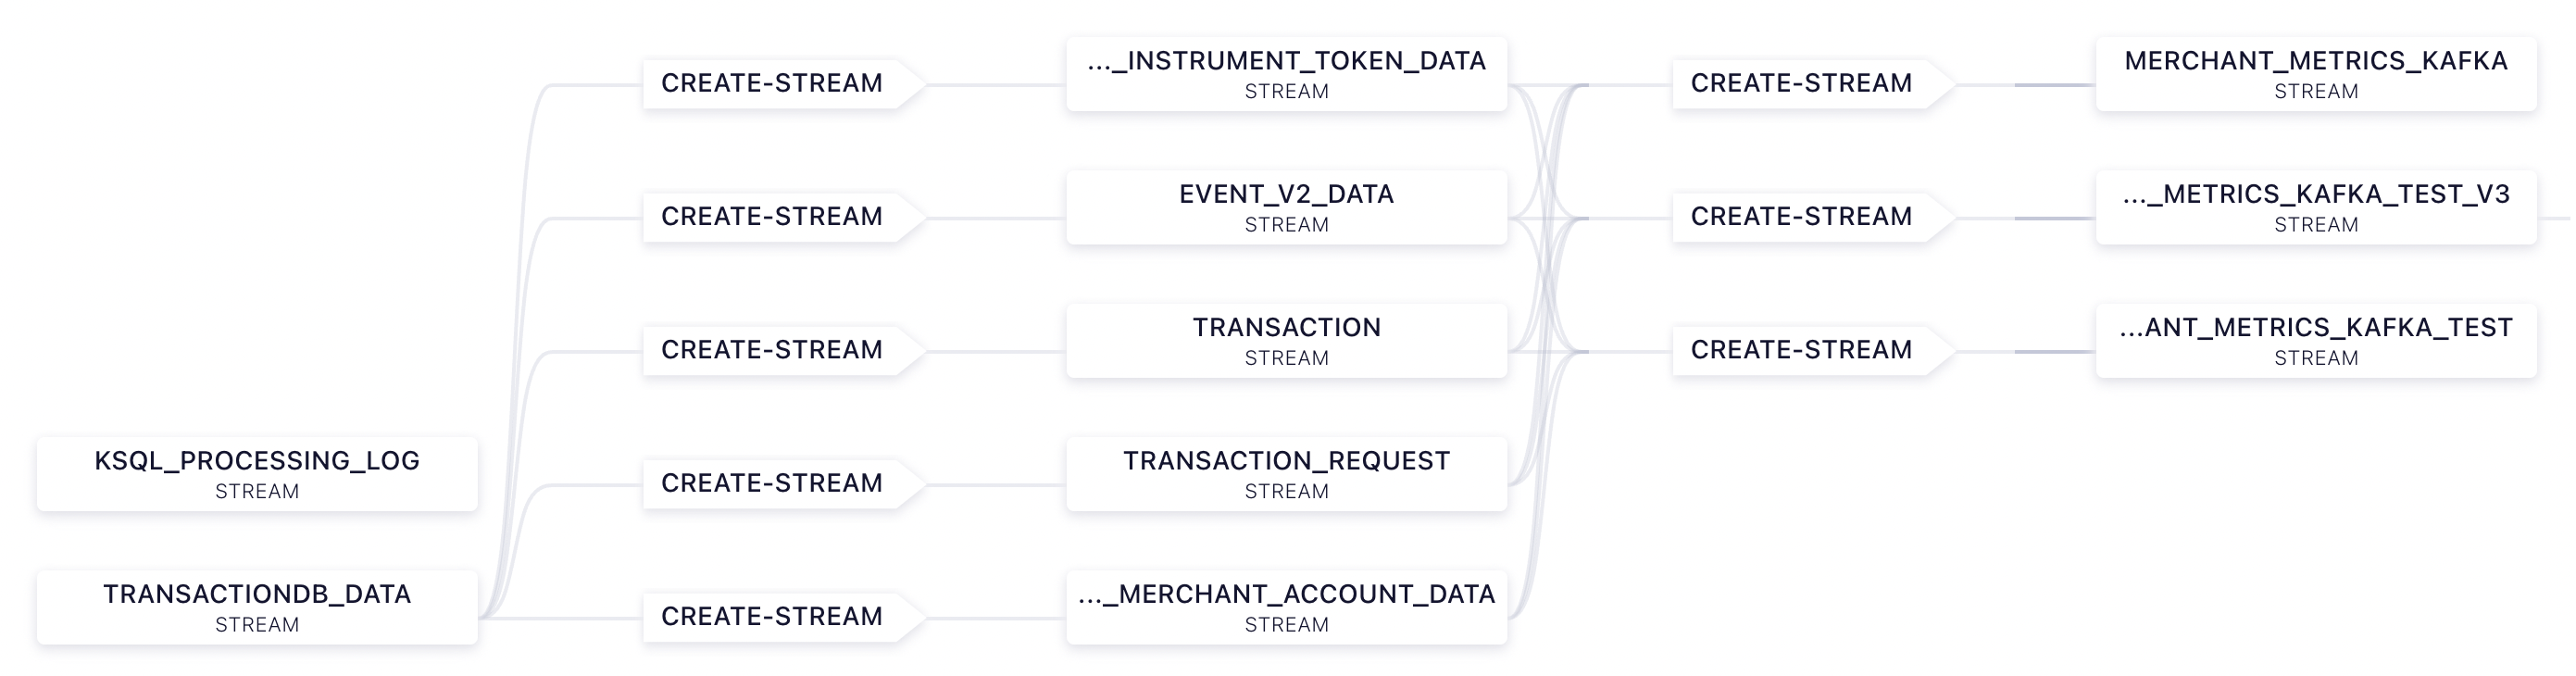 CREATE-STREAM
..._INSTRUMENT_TOKEN_DATA
STREAM
CREATE-STREAM
MERCHANT_METRICS_KAFKA
STREAM
CREATE-STREAM
EVENT_V2_DATA
STREAM
CREATE-STREAM
..._METRICS_KAFKA_TEST_V3
STREAM
CREATE-STREAM
TRANSACTION
STREAM
CREATE-STREAM
...ANT_METRICS_KAFKA_TEST
STREAM
KSQL_PROCESSING_LOG
STREAM
CREATE-STREAM
TRANSACTION_REQUEST
STREAM
TRANSACTIONDB_DATA
STREAM
CREATE-STREAM
..._MERCHANT_ACCOUNT_DATA
STREAM